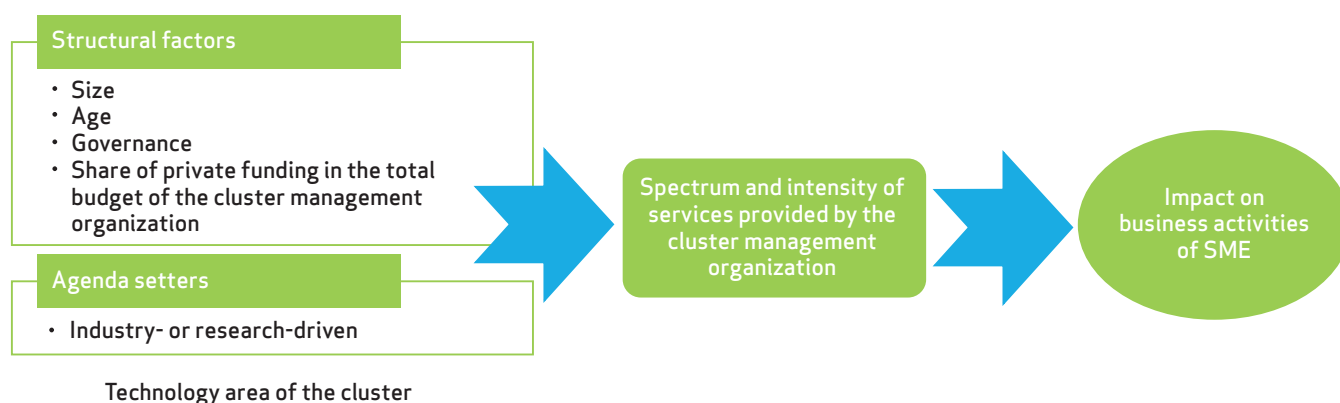 Structural factors
· Size
· Age
· Governance
· Share of private funding in the total
budget of the cluster management
organization
Agenda setters
· Industry- or research-driven
Technology area of the cluster
Spectrum and intensity of
services provided by the
cluster management
organization
Impact on
business activities
of SME